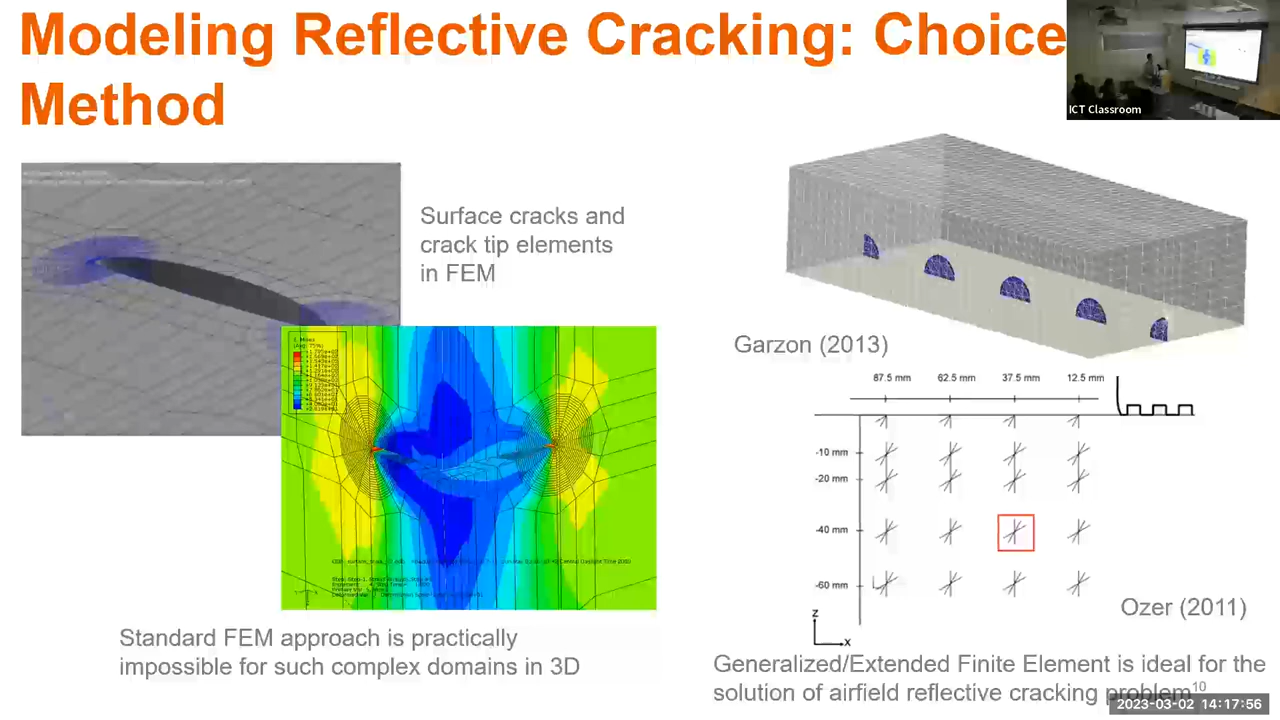 Modeling Reflective Cracking: Choice
Method
ICT Classroom
Surface cracks and
crack tip elements
in FEM
Garzon (2013)
87.5 mm 62.5 mm 37.5 mm 12.5 mm
-10 mm
-20 mm
-40 mm
-60 mm
z
x
Ozer (2011)
Standard FEM approach is practically
impossible for such complex domains in 3D
Generalized/Extended Finite Element is ideal for the
solution of airfield reflective cracking problem
10
2023-03-02 14:17:56